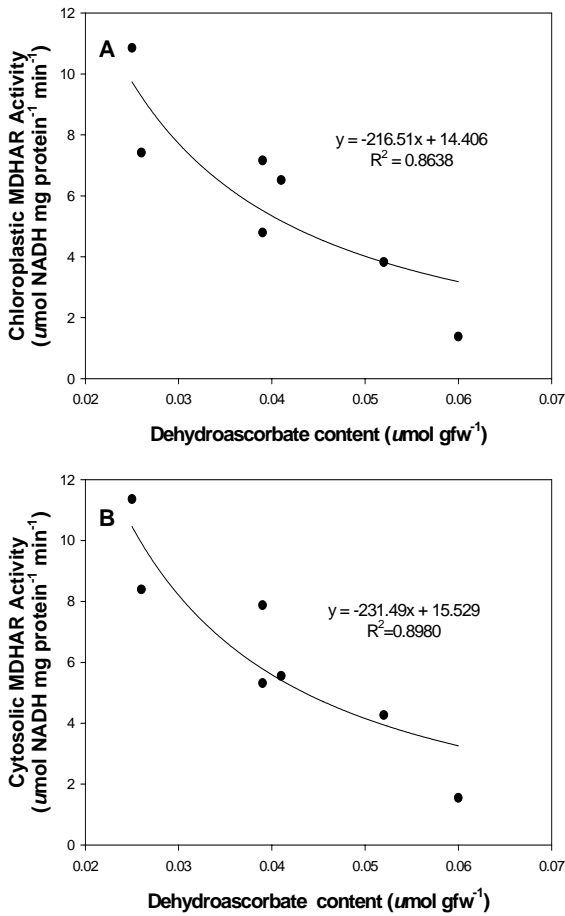 12
10
8
6
4
2
0
A
y = -216.51x + 14.406
R² = 0.8638
Chloroplastic MDHAR Activity
(umol NADH mg protein⁻¹ min⁻¹)
0.02 0.03 0.04 0.05 0.06 0.07
Dehydroascorbate content (umol gfw⁻¹)
12
10
8
6
4
2
0
B
y = -231.49x + 15.529
R²=0.8980
Cytosolic MDHAR Activity
(umol NADH mg protein⁻¹ min⁻¹)
0.02 0.03 0.04 0.05 0.06 0.07
Dehydroascorbate content (umol gfw⁻¹)